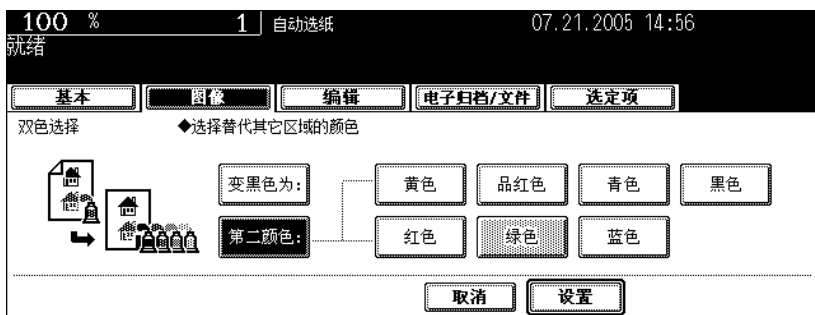 100 % 1 自动选纸 07.21.2005 14:56
就绪
基本 图像 编辑 电子归档/文件 选定项
双色选择 ◆选择替代其它区域的颜色
变黑色为: 黄色 品红色 青色 黑色
第二颜色: 红色 绿色 蓝色
取消 设置